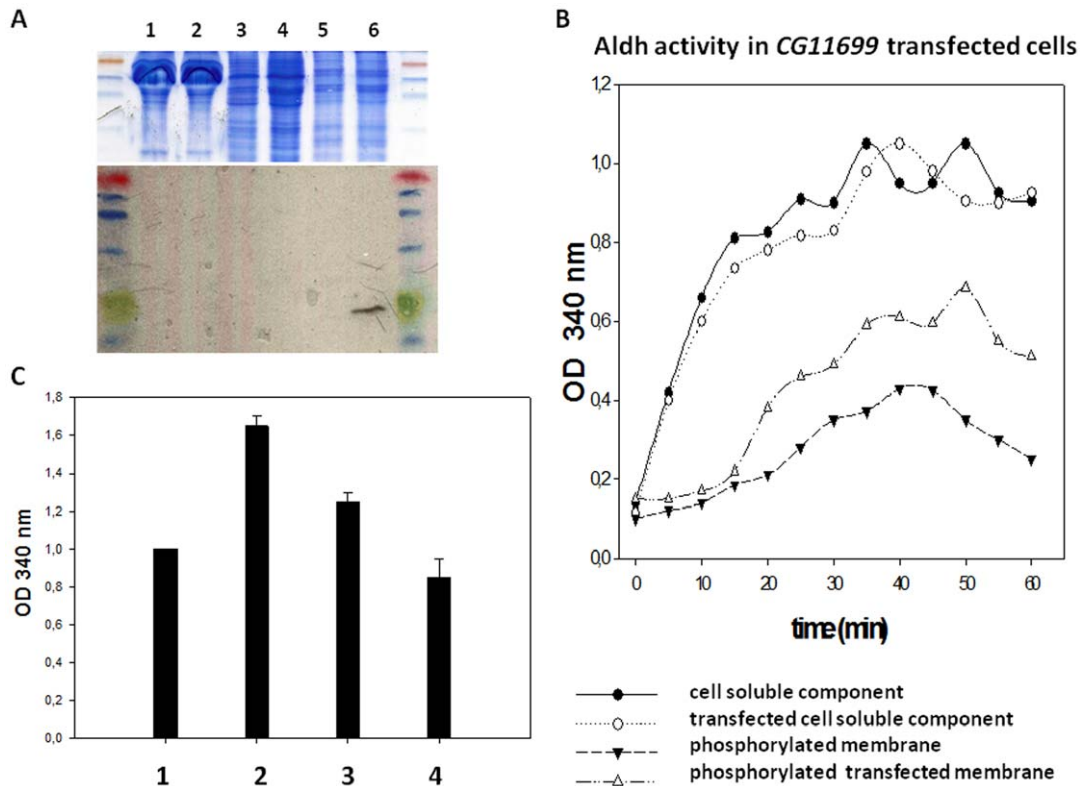 A
1 2 3 4 5 6
B
Aldh activity in CG11699 transfected cells
1,2
1,0
0,8
0,6
0,4
0,2
0,0
OD 340 nm
0 10 20 30 40 50 60
time(min)
cell soluble component
transfected cell soluble component
phosphorylated membrane
phosphorylated transfected membrane
C
1,8
1,6
1,4
1,2
1,0
0,8
0,6
0,4
0,2
0,0
OD 340 nm
1 2 3 4